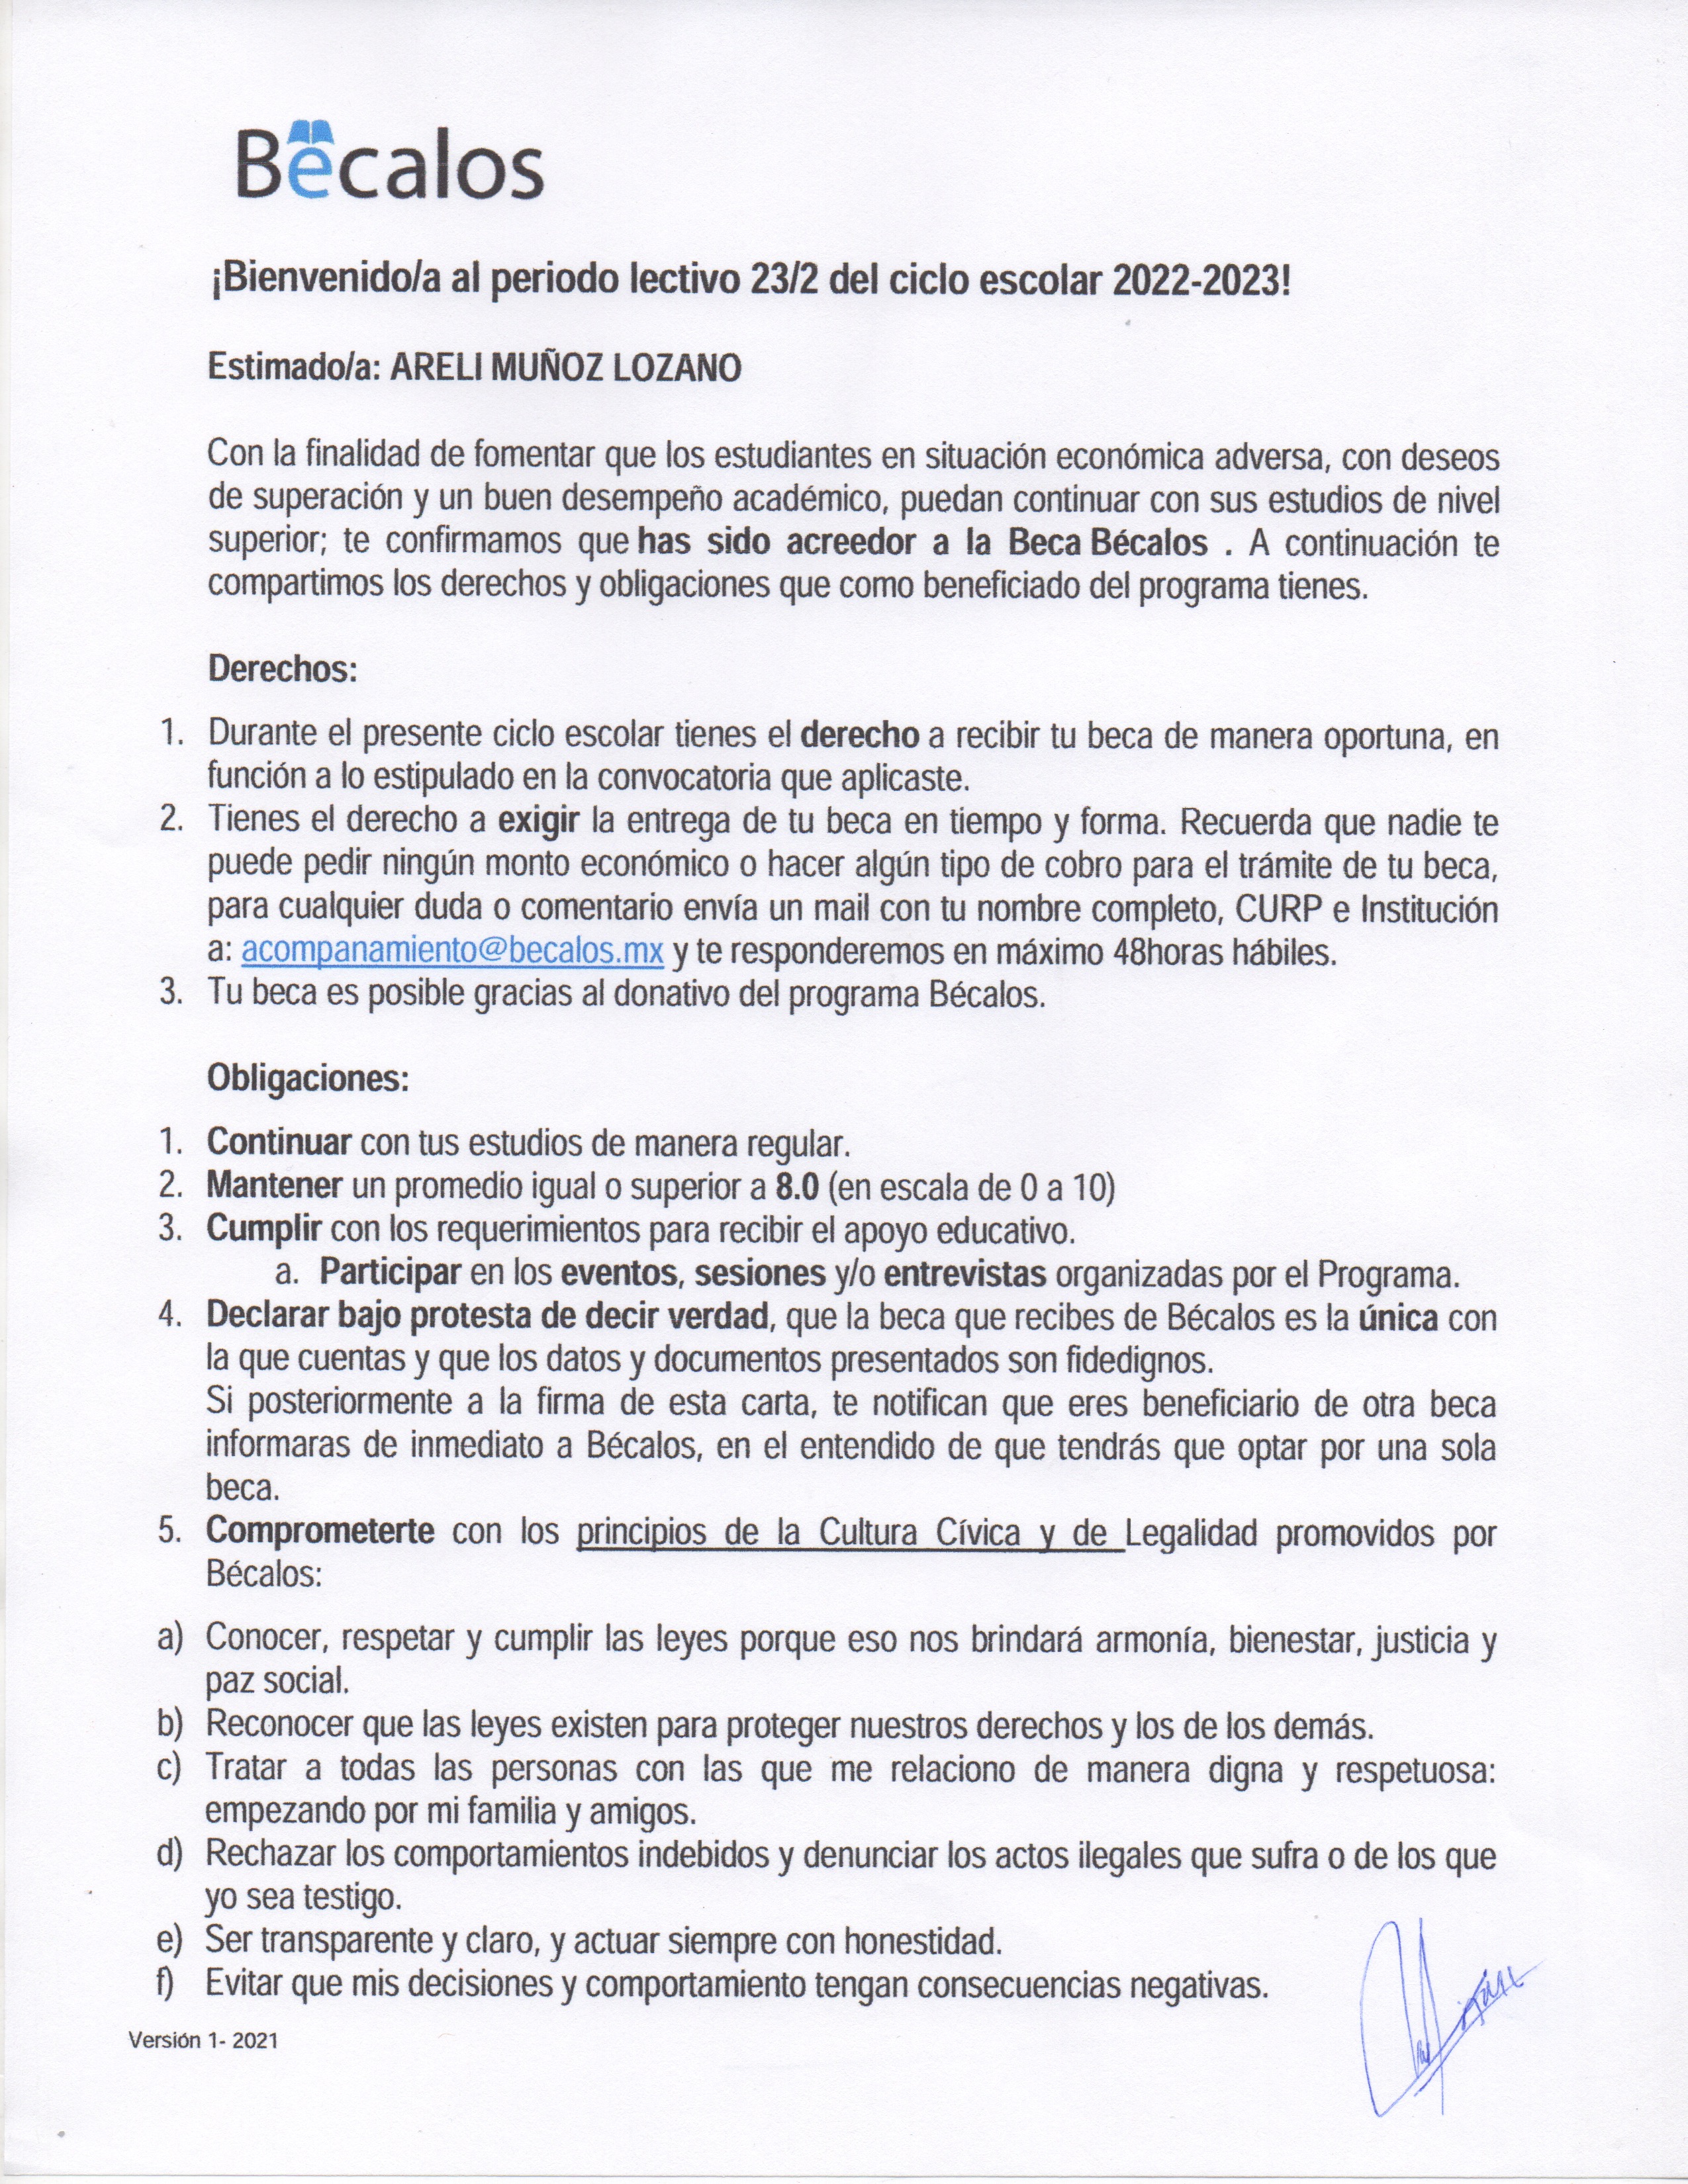 Bécalos
¡Bienvenido/a al periodo lectivo 23/2 del ciclo escolar 2022-2023!
Estimado/a: ARELI MUÑOZ LOZANO
Con la finalidad de fomentar que los estudiantes en situación económica adversa, con deseos
de superación y un buen desempeño académico, puedan continuar con sus estudios de nivel
superior; te confirmamos que has sido acreedor a la Beca Bécalos . A continuación te
compartimos los derechos y obligaciones que como beneficiado del programa tienes.
Derechos:
1. Durante el presente ciclo escolar tienes el derecho a recibir tu beca de manera oportuna, en
función a lo estipulado en la convocatoria que aplicaste.
2. Tienes el derecho a exigir la entrega de tu beca en tiempo y forma. Recuerda que nadie te
puede pedir ningún monto económico o hacer algún tipo de cobro para el trámite de tu beca,
para cualquier duda o comentario envía un mail con tu nombre completo, CURP e Institución
a: acompanamiento@becalos.mx y te responderemos en máximo 48horas hábiles.
3. Tu beca es posible gracias al donativo del programa Bécalos.
Obligaciones:
1. Continuar con tus estudios de manera regular.
2. Mantener un promedio igual o superior a 8.0 (en escala de 0 a 10)
3. Cumplir con los requerimientos para recibir el apoyo educativo.
a. Participar en los eventos, sesiones y/o entrevistas organizadas por el Programa.
4. Declarar bajo protesta de decir verdad, que la beca que recibes de Bécalos es la única con
la que cuentas y que los datos y documentos presentados son fidedignos.
Si posteriormente a la firma de esta carta, te notifican que eres beneficiario de otra beca
informaras de inmediato a Bécalos, en el entendido de que tendrás que optar por una sola
beca.
5. Comprometerte con los principios de la Cultura Cívica y de Legalidad promovidos por
Bécalos:
a) Conocer, respetar y cumplir las leyes porque eso nos brindará armonía, bienestar, justicia y
paz social.
b) Reconocer que las leyes existen para proteger nuestros derechos y los de los demás.
c) Tratar a todas las personas con las que me relaciono de manera digna y respetuosa:
empezando por mi familia y amigos.
d) Rechazar los comportamientos indebidos y denunciar los actos ilegales que sufra o de los que
yo sea testigo.
e) Ser transparente y claro, y actuar siempre con honestidad.
f) Evitar que mis decisiones y comportamiento tengan consecuencias negativas.
Versión 1- 2021